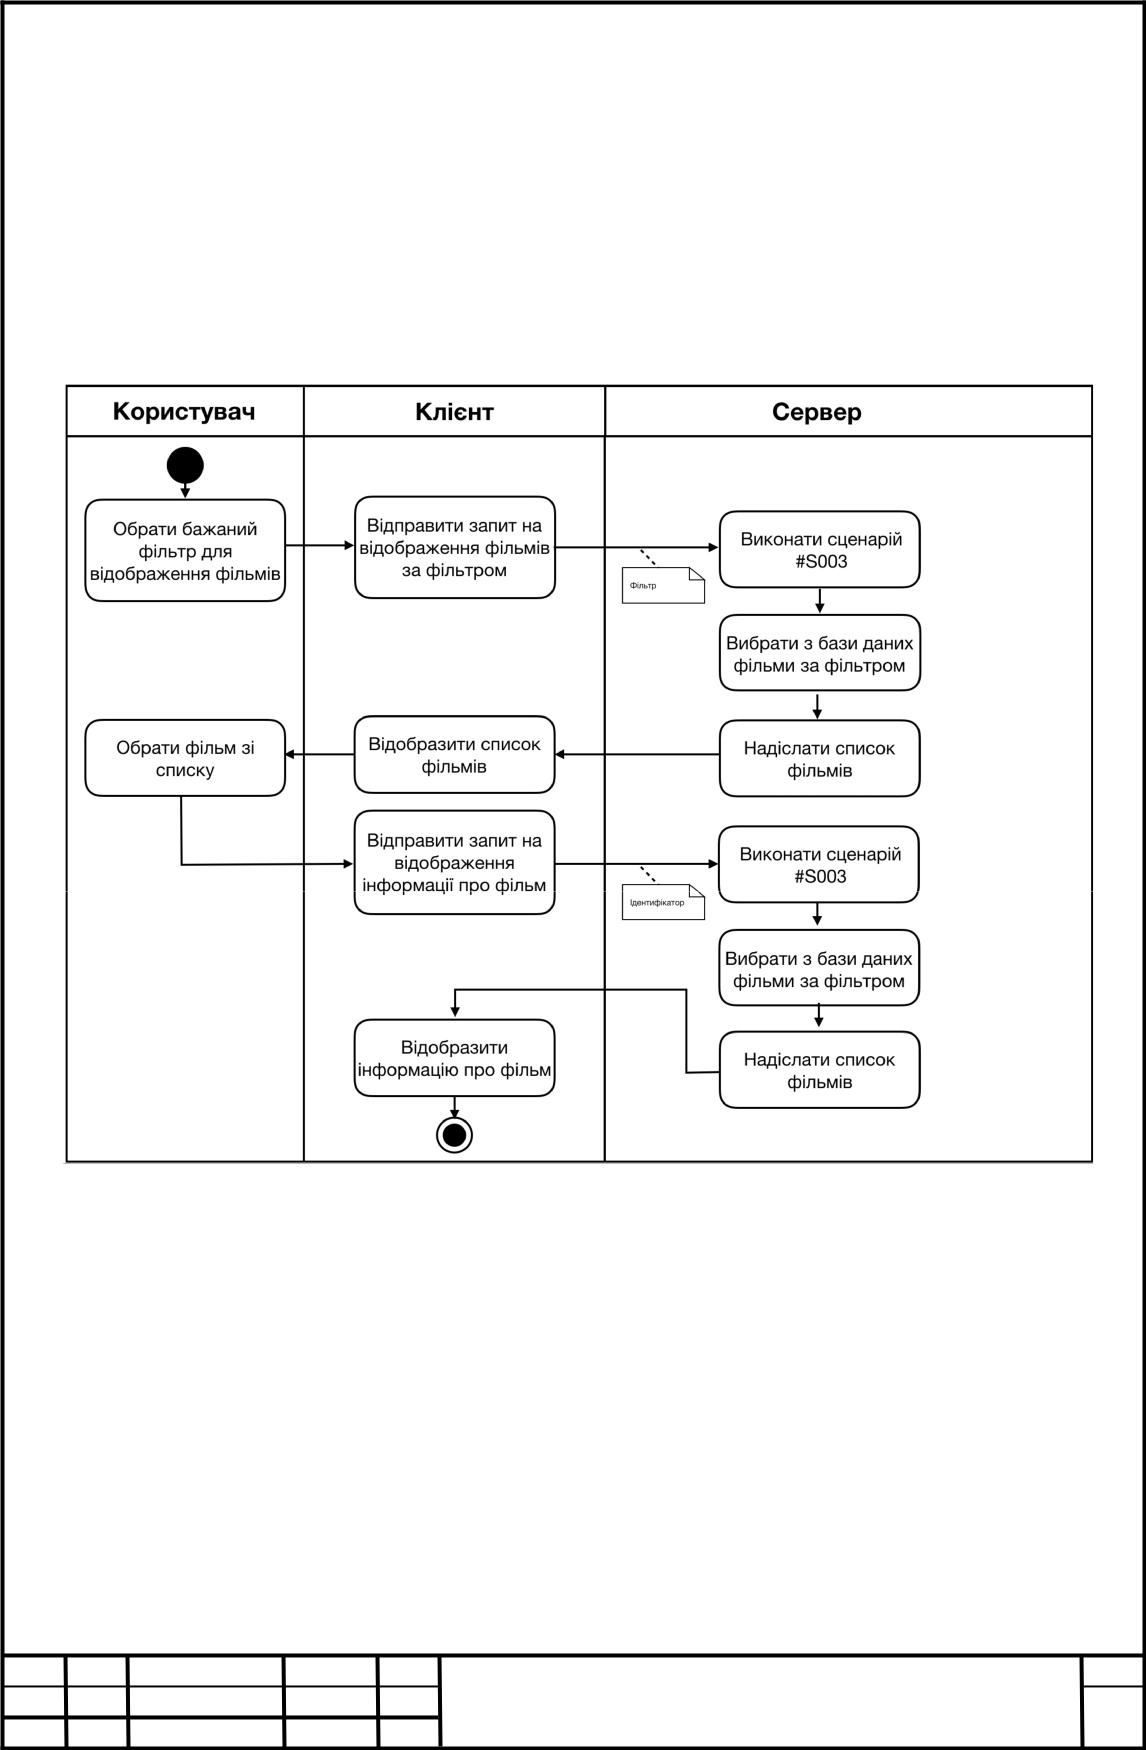 Користувач
Клієнт
Сервер
Обрати бажаний
фільтр для
відображення фільмів
Відправити запит на
відображення фільмів
за фільтром
Фільтр
Виконати сценарій
#S003
Вибрати з бази даних
фільми за фільтром
Надіслати список
фільмів
Відобразити список
фільмів
Обрати фільм зі
списку
Відправити запит на
відображення
інформації про фільм
Ідентифікатор
Виконати сценарій
#S003
Вибрати з бази даних
фільми за фільтром
Надіслати список
фільмів
Відобразити
інформацію про фільм